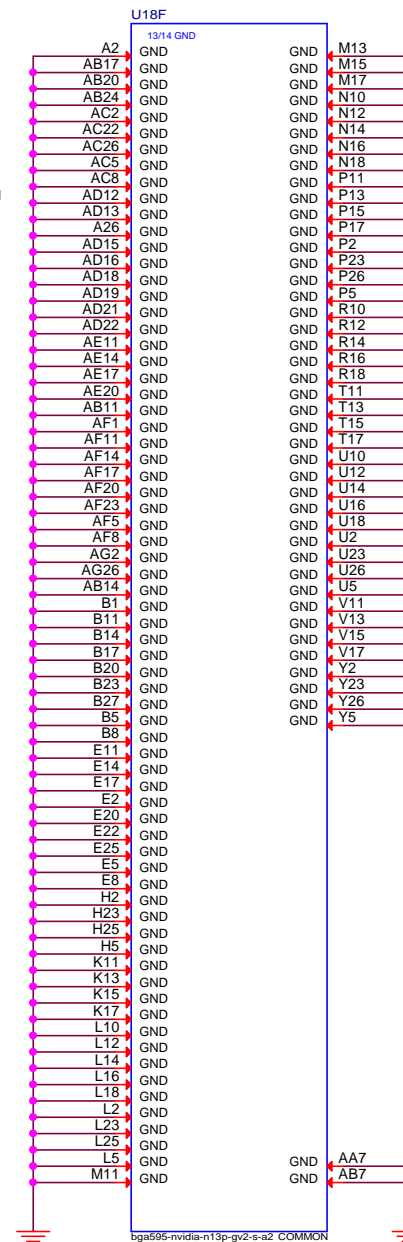 U18F
13/14 GND
A2 GND GND M13
AB17 GND GND M15
AB20 GND GND M17
AB24 GND GND N10
AC2 GND GND N12
AC22 GND GND N14
AC26 GND GND N16
AC5 GND GND N18
AC8 GND GND P11
AD12 GND GND P13
AD13 GND GND P15
A26 GND GND P17
AD15 GND GND P2
AD16 GND GND P23
AD18 GND GND P26
AD19 GND GND P5
AD21 GND GND R10
AD22 GND GND R12
AE11 GND GND R14
AE14 GND GND R16
AE17 GND GND R18
AE20 GND GND T11
AB11 GND GND T13
AF1 GND GND T15
AF11 GND GND T17
AF14 GND GND U10
AF17 GND GND U12
AF20 GND GND U14
AF23 GND GND U16
AF5 GND GND U18
AF8 GND GND U2
AG2 GND GND U23
AG26 GND GND U26
AB14 GND GND U5
B1 GND GND V11
B11 GND GND V13
B14 GND GND V15
B17 GND GND V17
B20 GND GND Y2
B23 GND GND Y23
B27 GND GND Y26
B5 GND GND Y5
B8 GND
E11 GND
E14 GND
E17 GND
E2 GND
E20 GND
E22 GND
E25 GND
E5 GND
E8 GND
H2 GND
H23 GND
H25 GND
H5 GND
K11 GND
K13 GND
K15 GND
K17 GND
L10 GND
L12 GND
L14 GND
L16 GND
L18 GND
L2 GND
L23 GND
L25 GND
L5 GND GND AA7
M11 GND GND AB7
bga595-nvidia-n13p-gv2-s-a2 COMMON